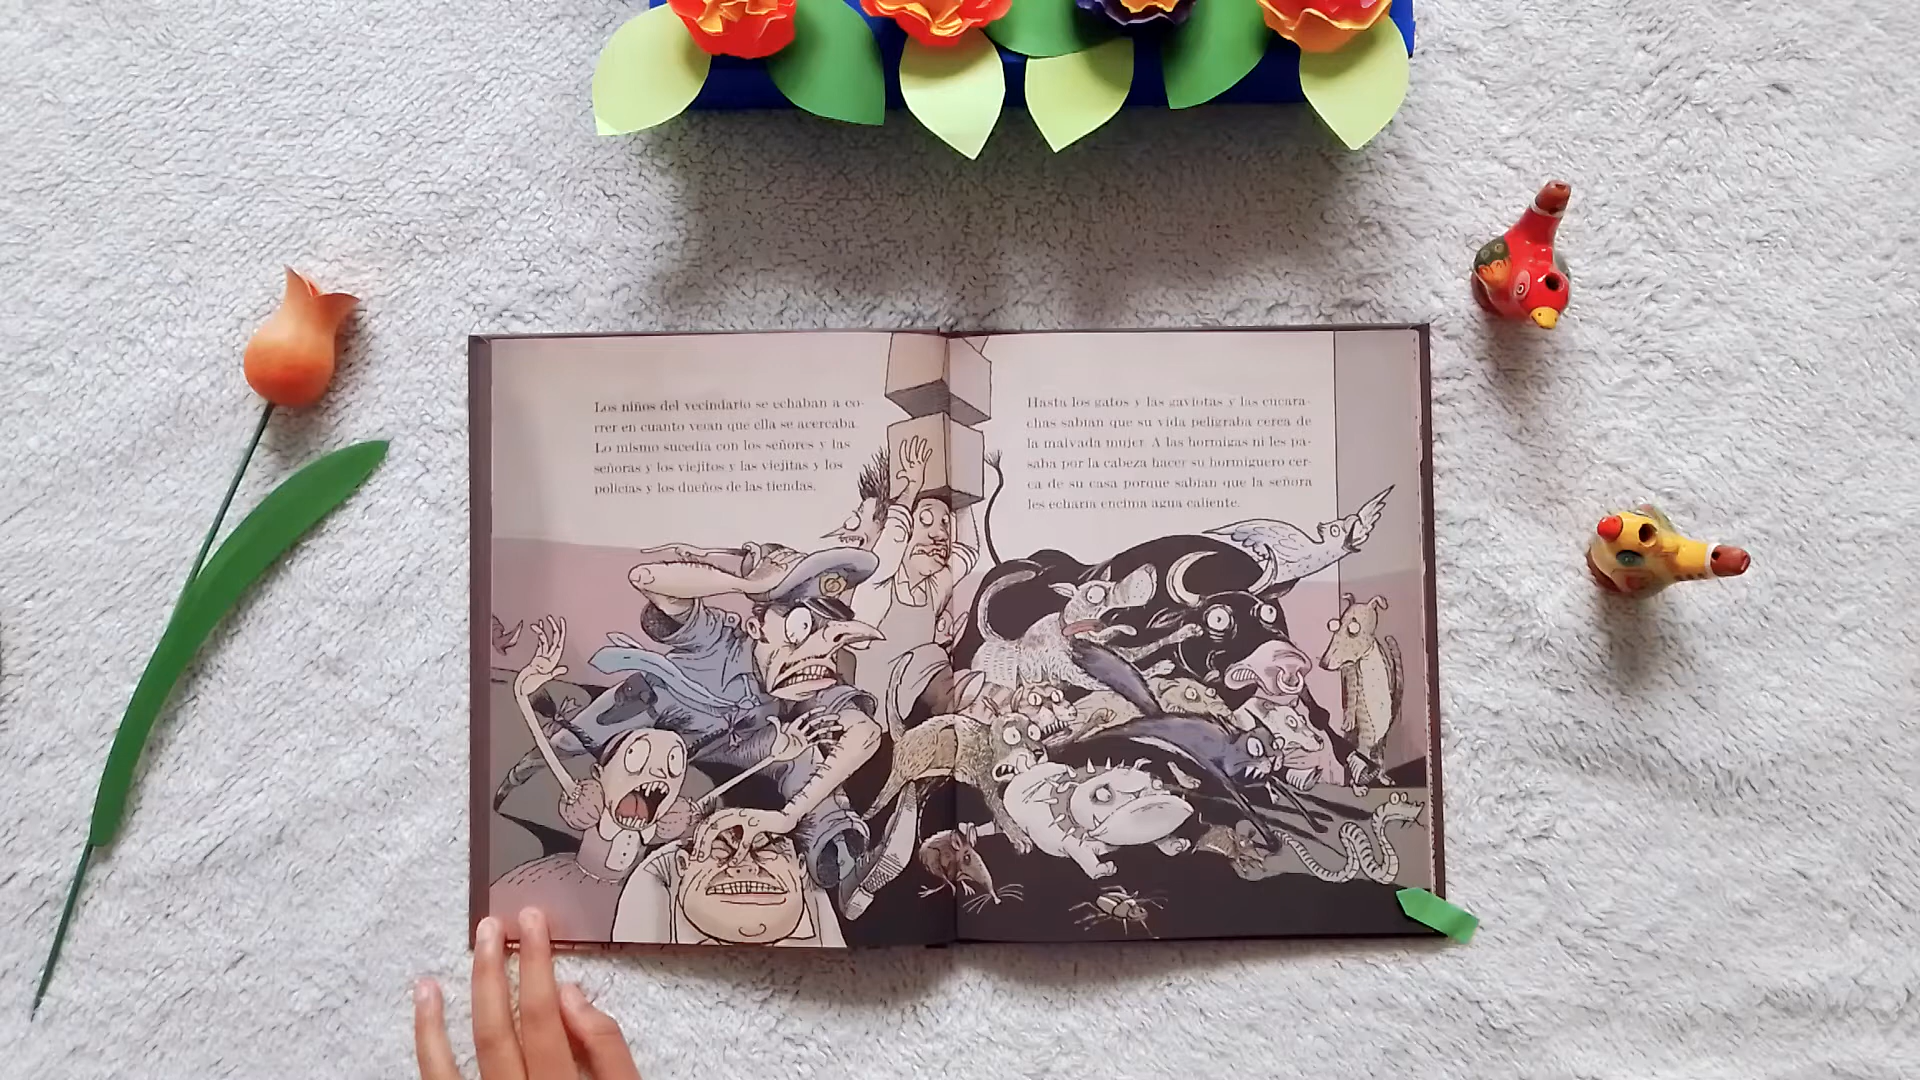 Los niños del vecindario se echaban a co-
rrer en cuanto veían que ella se acercaba.
Lo mismo sucedía con los señores y las
señoras y los viejitos y las viejitas y los
policías y los dueños de las tiendas.
Hasta los gatos y las gaviotas y las cucara-
chas sabían que su vida peligraba cerca de
la malvada mujer. A las hormigas ni les pa-
saba por la cabeza hacer su hormiguero cer-
ca de su casa porque sabían que la señora
les echaría encima agua caliente.